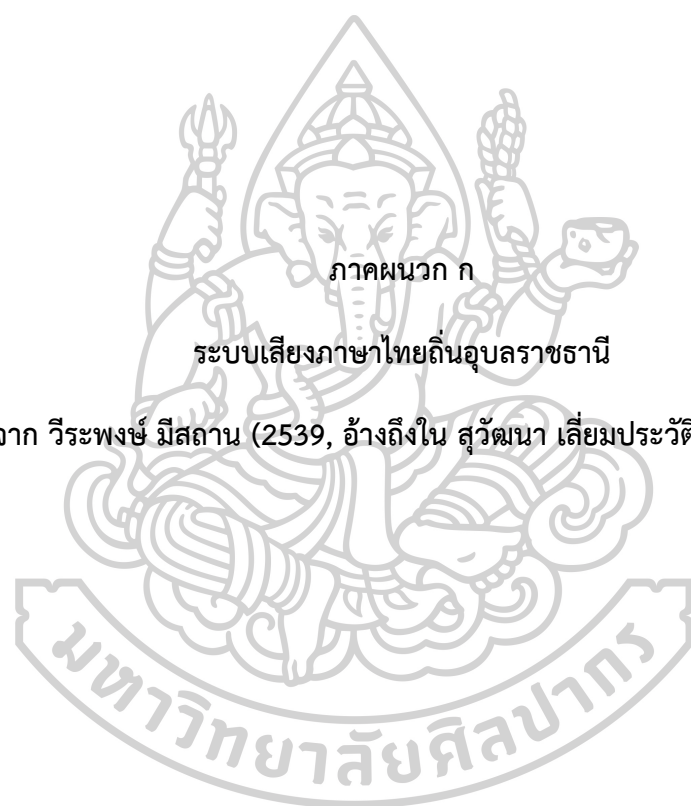 ภาคผนวก ก
ระบบเสียงภาษาไทยถิ่นอุบลราชธานี
จาก วีระพงษ์ มีสถาน (2539, อ้างถึงใน สุวัฒนา เลี่ยมประวัติ
มหาวิทยาลัยศิลปากร